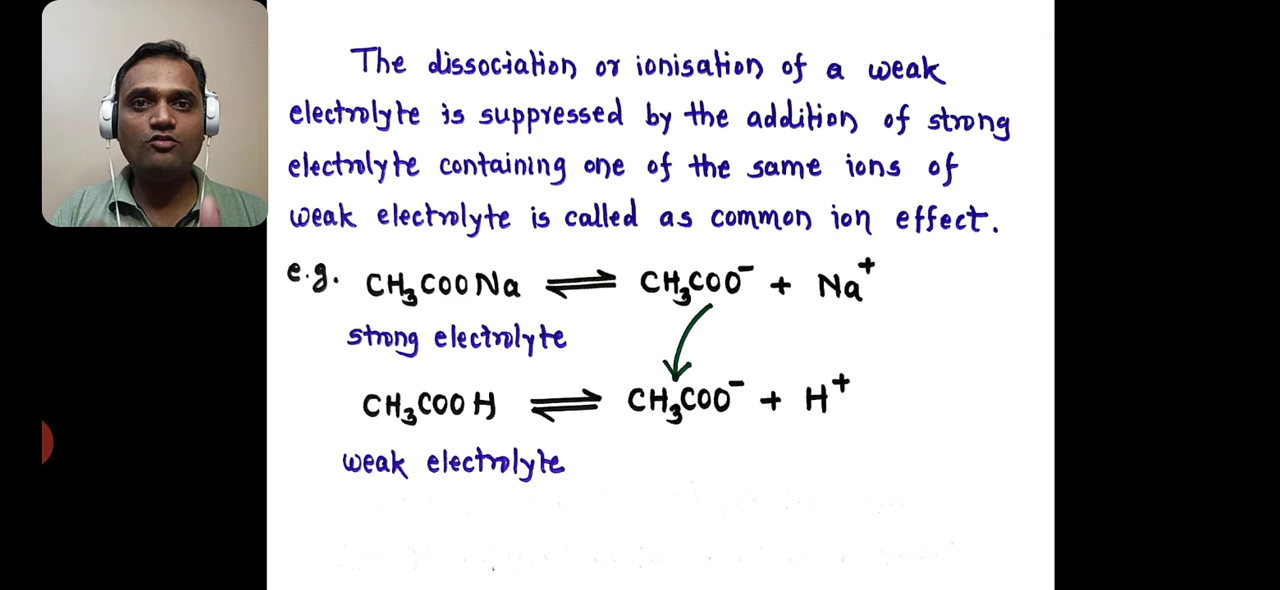 The dissociation or ionisation of a weak
electrolyte is suppressed by the addition of strong
electrolyte containing one of the same ions of
weak electrolyte is called as common ion effect.
e.g. CH₃COONa ⇌ CH₃COO⁻ + Na⁺
strong electrolyte
CH₃COOH ⇌ CH₃COO⁻ + H⁺
weak electrolyte